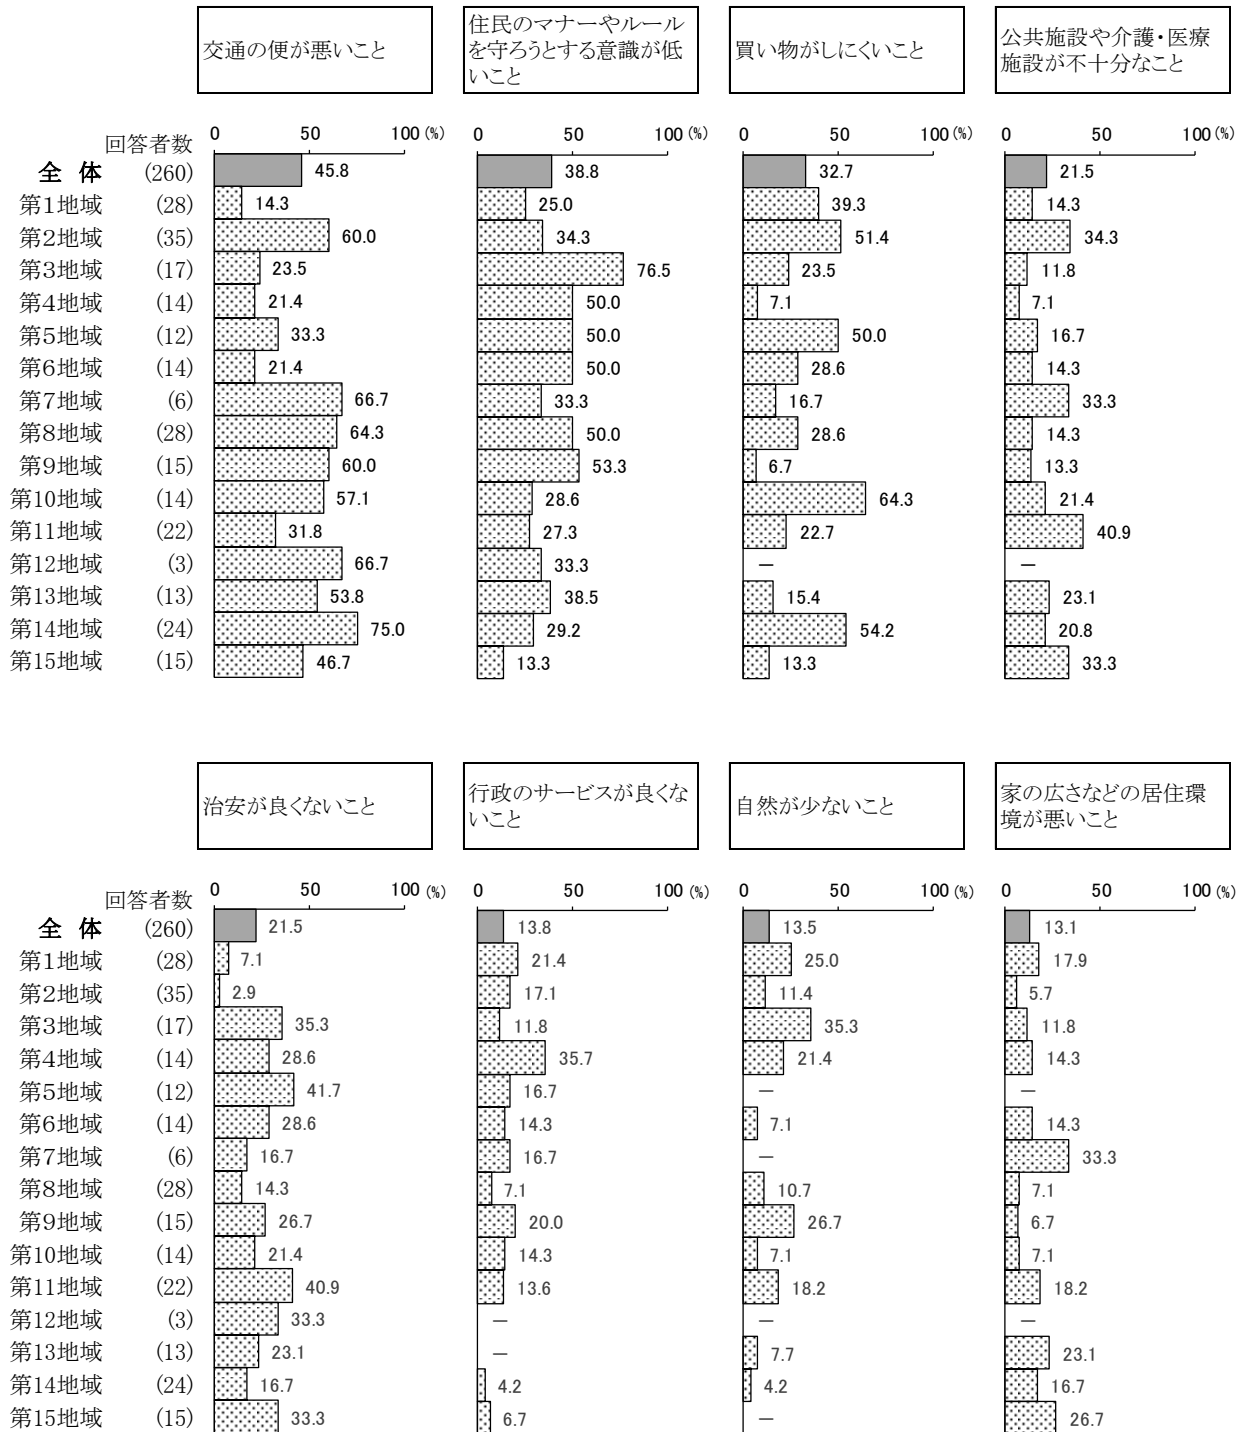 交通の便が悪いこと
住民のマナーやルール
を守ろうとする意識が低
いこと
買い物がしにくいこと
公共施設や介護・医療
施設が不十分なこと
0 50 100 (%) 0 50 100 (%) 0 50 100 (%) 0 50 100 (%)
回答者数
全 体 (260) 45.8 38.8 32.7 21.5
第1地域 (28) 14.3 25.0 39.3 14.3
第2地域 (35) 60.0 34.3 51.4 34.3
第3地域 (17) 23.5 76.5 23.5 11.8
第4地域 (14) 21.4 50.0 7.1 7.1
第5地域 (12) 33.3 50.0 50.0 16.7
第6地域 (14) 21.4 50.0 28.6 14.3
第7地域 (6) 66.7 33.3 16.7 33.3
第8地域 (28) 64.3 50.0 28.6 14.3
第9地域 (15) 60.0 53.3 6.7 13.3
第10地域 (14) 57.1 28.6 64.3 21.4
第11地域 (22) 31.8 27.3 22.7 40.9
第12地域 (3) 66.7 33.3 － －
第13地域 (13) 53.8 38.5 15.4 23.1
第14地域 (24) 75.0 29.2 54.2 20.8
第15地域 (15) 46.7 13.3 13.3 33.3
治安が良くないこと
行政のサービスが良くな
いこと
自然が少ないこと
家の広さなどの居住環
境が悪いこと
0 50 100 (%) 0 50 100 (%) 0 50 100 (%) 0 50 100 (%)
回答者数
全 体 (260) 21.5 13.8 13.5 13.1
第1地域 (28) 7.1 21.4 25.0 17.9
第2地域 (35) 2.9 17.1 11.4 5.7
第3地域 (17) 35.3 11.8 35.3 11.8
第4地域 (14) 28.6 35.7 21.4 14.3
第5地域 (12) 41.7 16.7 － －
第6地域 (14) 28.6 14.3 7.1 14.3
第7地域 (6) 16.7 16.7 － 33.3
第8地域 (28) 14.3 7.1 10.7 7.1
第9地域 (15) 26.7 20.0 26.7 6.7
第10地域 (14) 21.4 14.3 7.1 7.1
第11地域 (22) 40.9 13.6 18.2 18.2
第12地域 (3) 33.3 － － －
第13地域 (13) 23.1 － 7.7 23.1
第14地域 (24) 16.7 4.2 4.2 16.7
第15地域 (15) 33.3 6.7 － 26.7